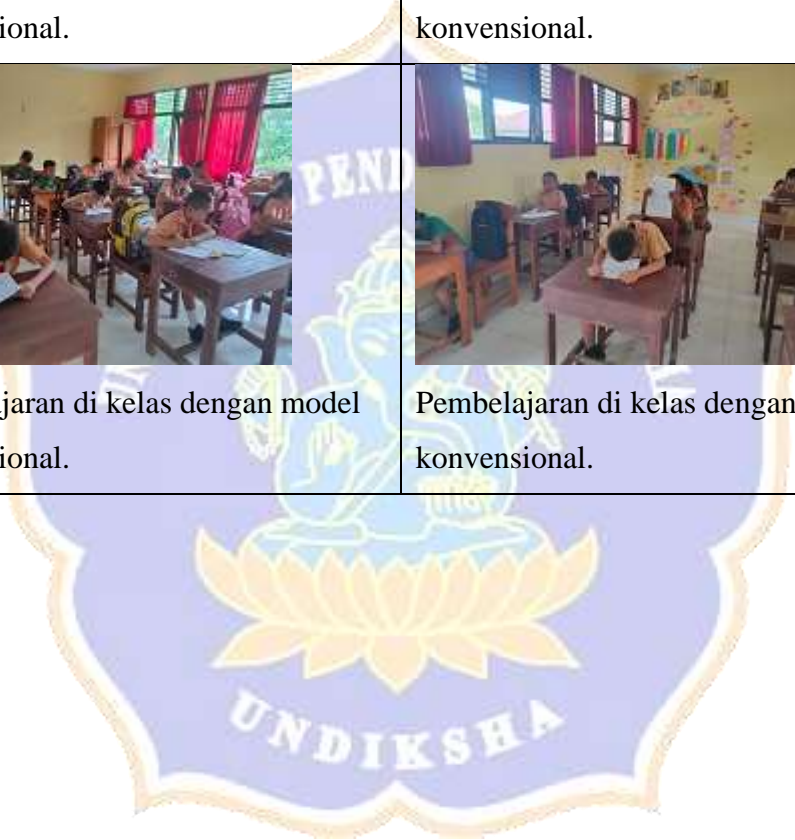 ional.
konvensional.
PEND
jaran di kelas dengan model
Pembelajaran di kelas dengan
ional.
konvensional.
UNDIKSHA